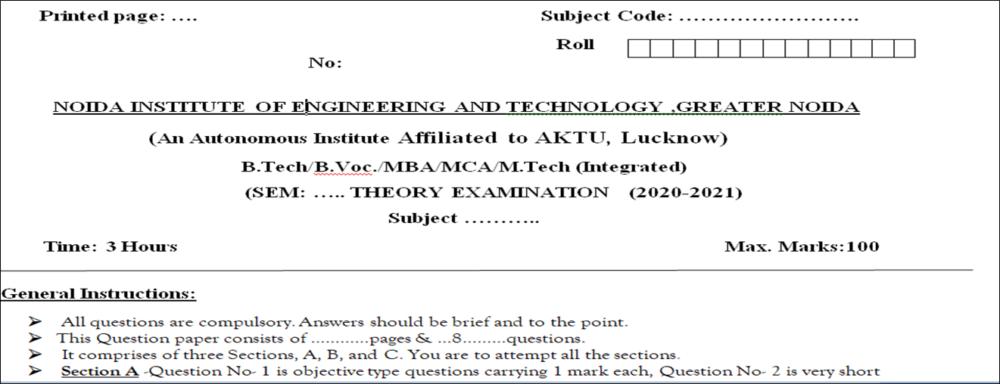 Printed page: ….
Subject Code: …………………….
Roll
No:
NOIDA INSTITUTE OF ENGINEERING AND TECHNOLOGY ,GREATER NOIDA
(An Autonomous Institute Affiliated to AKTU, Lucknow)
B.Tech/B.Voc./MBA/MCA/M.Tech (Integrated)
(SEM: ….. THEORY EXAMINATION (2020-2021)
Subject ………..
Time: 3 Hours
Max. Marks:100
General Instructions:
➢ All questions are compulsory. Answers should be brief and to the point.
➢ This Question paper consists of …………pages & …8………questions.
➢ It comprises of three Sections, A, B, and C. You are to attempt all the sections.
➢ Section A -Question No- 1 is objective type questions carrying 1 mark each, Question No- 2 is very short